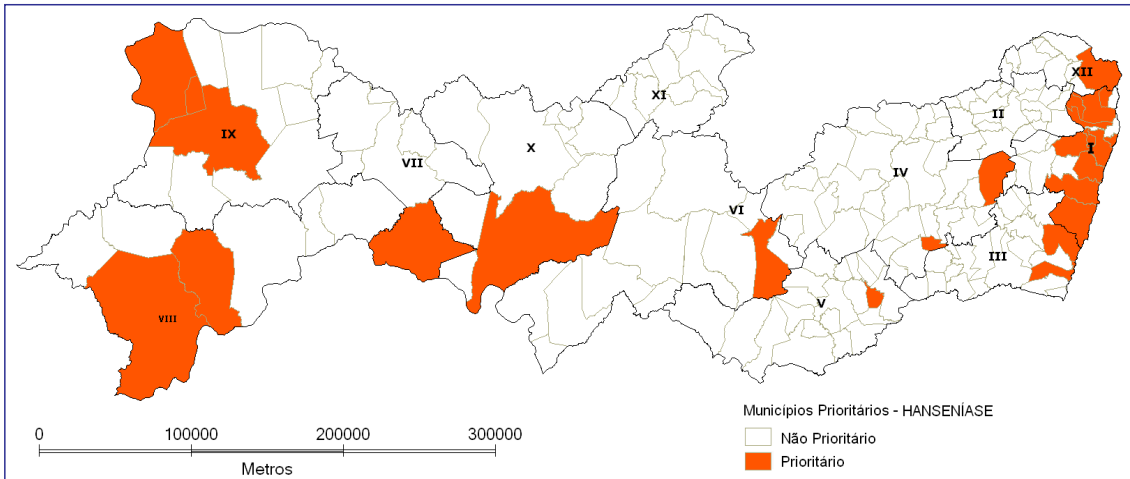 XII
XI
II
IX
I
X
VII
IV
VI
III
V
VIII
Municípios Prioritários - HANSENÍASE
Não Prioritário
Prioritário
0 100000 200000 300000
Metros